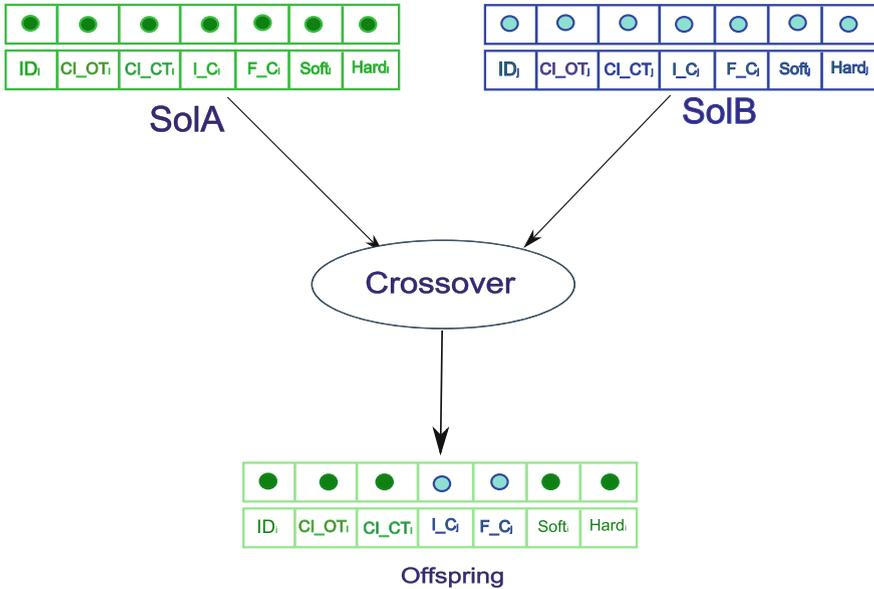 IDᵢ CI_OTᵢ CI_CTᵢ I_Cᵢ F_Cᵢ Softᵢ Hardᵢ
IDⱼ CI_OTⱼ CI_CTⱼ I_Cⱼ F_Cⱼ Softⱼ Hardⱼ
SolA
SolB
Crossover
IDᵢ CI_OTᵢ CI_CTᵢ I_Cⱼ F_Cⱼ Softᵢ Hardᵢ
Offspring